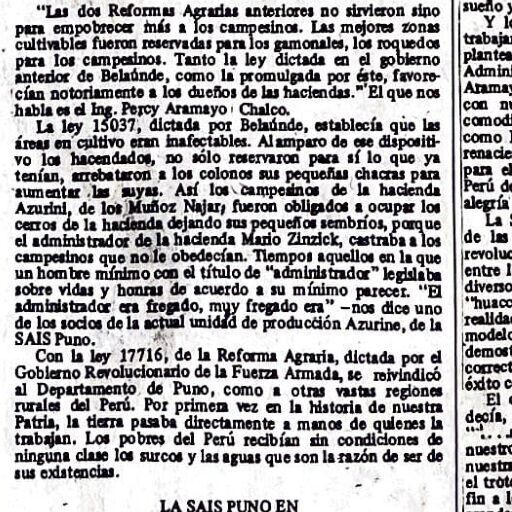 "Las dos Reformas Agrarias anteriores no sirvieron sino
para empobrecer más a los campesinos. Las mejores zonas
cultivables fueron reservadas para los gamonales, los roquedos
para los campesinos. Tanto la ley dictada en el gobierno
anterior de Belaúnde, como la promulgada por éste, favore-
cían notoriamente a los dueños de las haciendas." El que nos
habla es el Ing. Percy Aramayo Chalco.
La ley 15037, dictada por Belaúnde, establecía que las
áreas en cultivo eran inafectables. Al amparo de ese dispositi-
vo los hacendados, no sólo reservaron para sí lo que ya
tenían, arrebataron a los colonos sus pequeñas chacras para
aumentar las suyas. Así los campesinos de la hacienda
Azurini, de los Muñoz Najar, fueron obligados a ocupar los
cerros de la hacienda dejando sus pequeños sembríos, porque
el administrador de la hacienda Mario Zinzick, castraba a los
campesinos que no le obedecían. Tiempos aquellos en la que
un hombre mínimo con el título de "administrador" legislaba
sobre vidas y honras de acuerdo a su mínimo parecer. "El
administrador era fregado, muy fregado era" —nos dice uno
de los socios de la actual unidad de producción Azurine, de la
SAIS Puno.
Con la ley 17716, de la Reforma Agraria, dictada por el
Gobierno Revolucionario de la Fuerza Armada, se reivindicó
al Departamento de Puno, como a otras vastas regiones
rurales del Perú. Por primera vez en la historia de nuestra
Patria, la tierra pasaba directamente a manos de quienes la
trabajan. Los pobres del Perú recibían sin condiciones de
ninguna clase los surcos y las aguas que son la razón de ser de
sus existencias.
LA SAIS PUNO EN
sueño y
Y l
trabajar
plantea
Admini
Aramay
con nu
comodi
como l
renacie
para el
Perú de
alegría
La S
de las
revoluc
entre l
diverso
"huacc
realidad
modelo
demost
correct
éxito c
El
decía,
nuestro
nuestra
el trote
fin a l